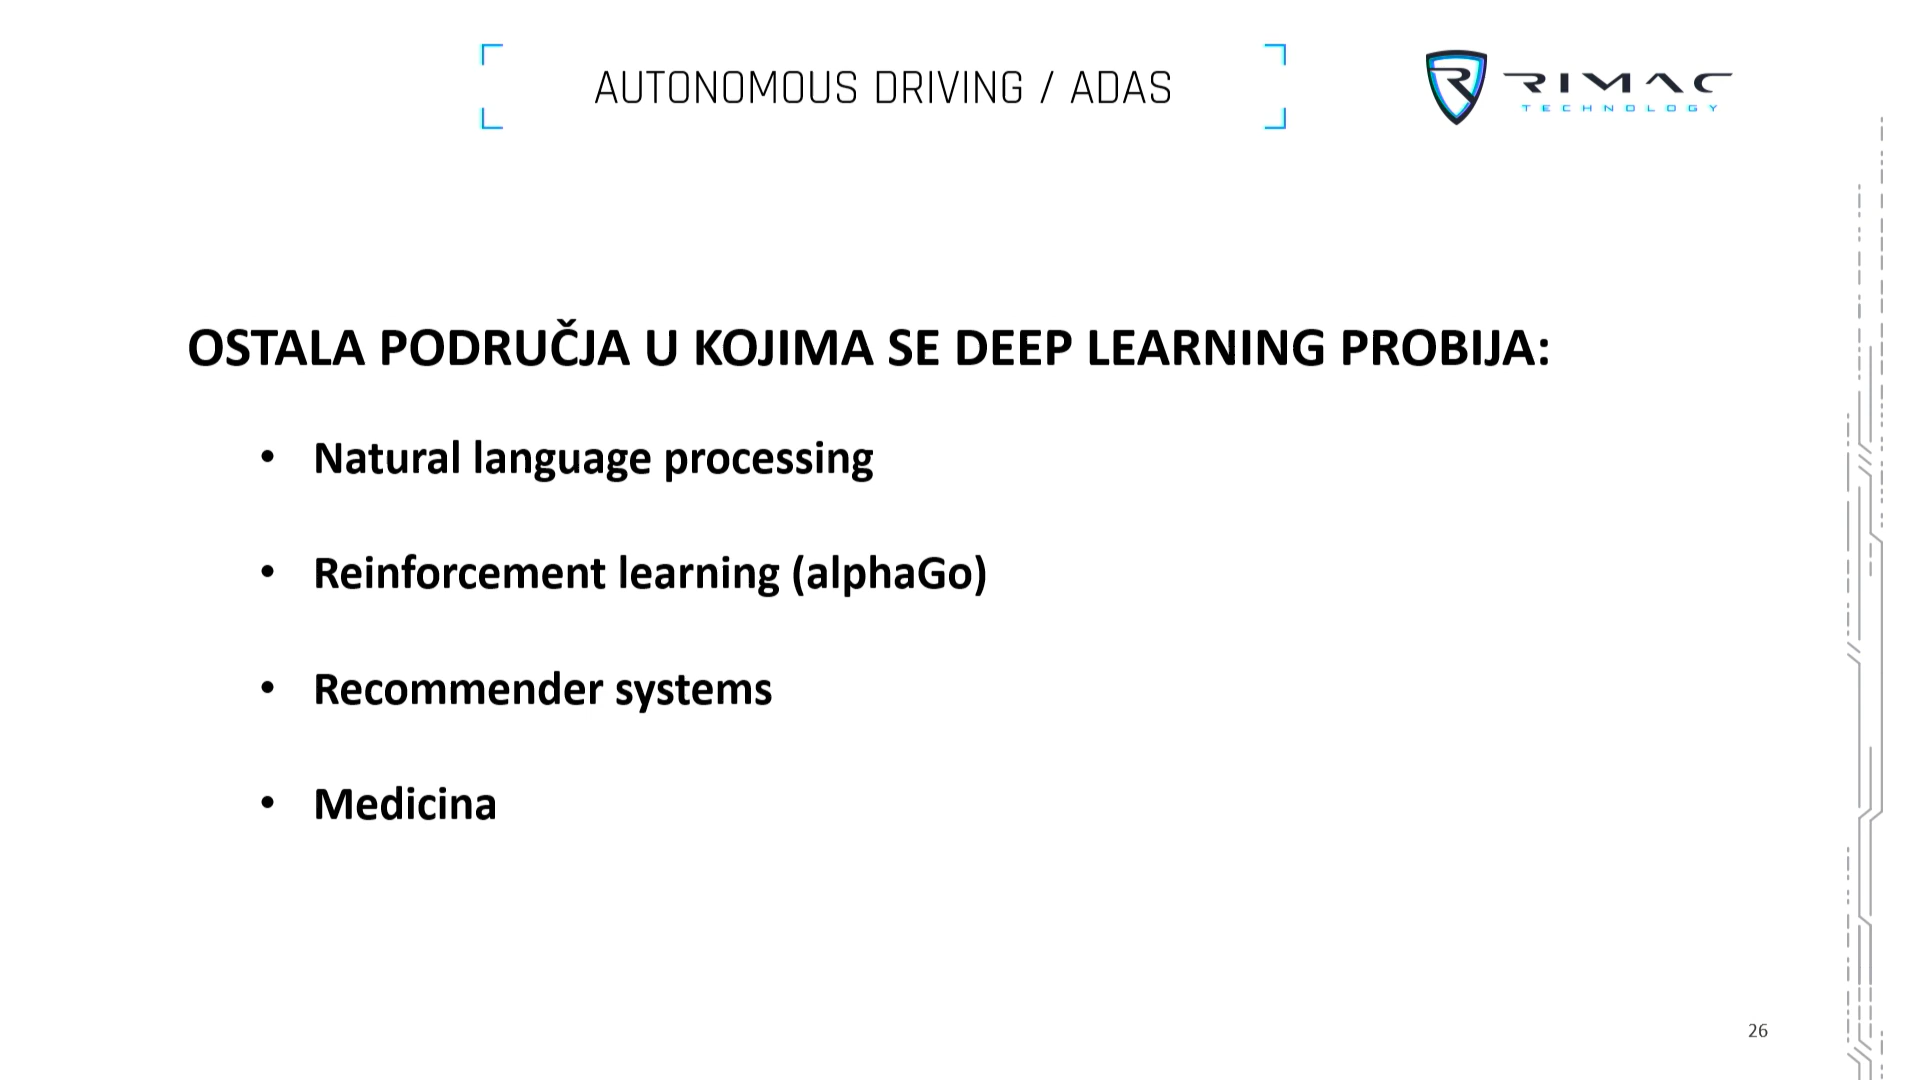 AUTONOMOUS DRIVING / ADAS
RIMAC
TECHNOLOGY
OSTALA PODRUČJA U KOJIMA SE DEEP LEARNING PROBIJA:
• Natural language processing
• Reinforcement learning (alphaGo)
• Recommender systems
• Medicina
26